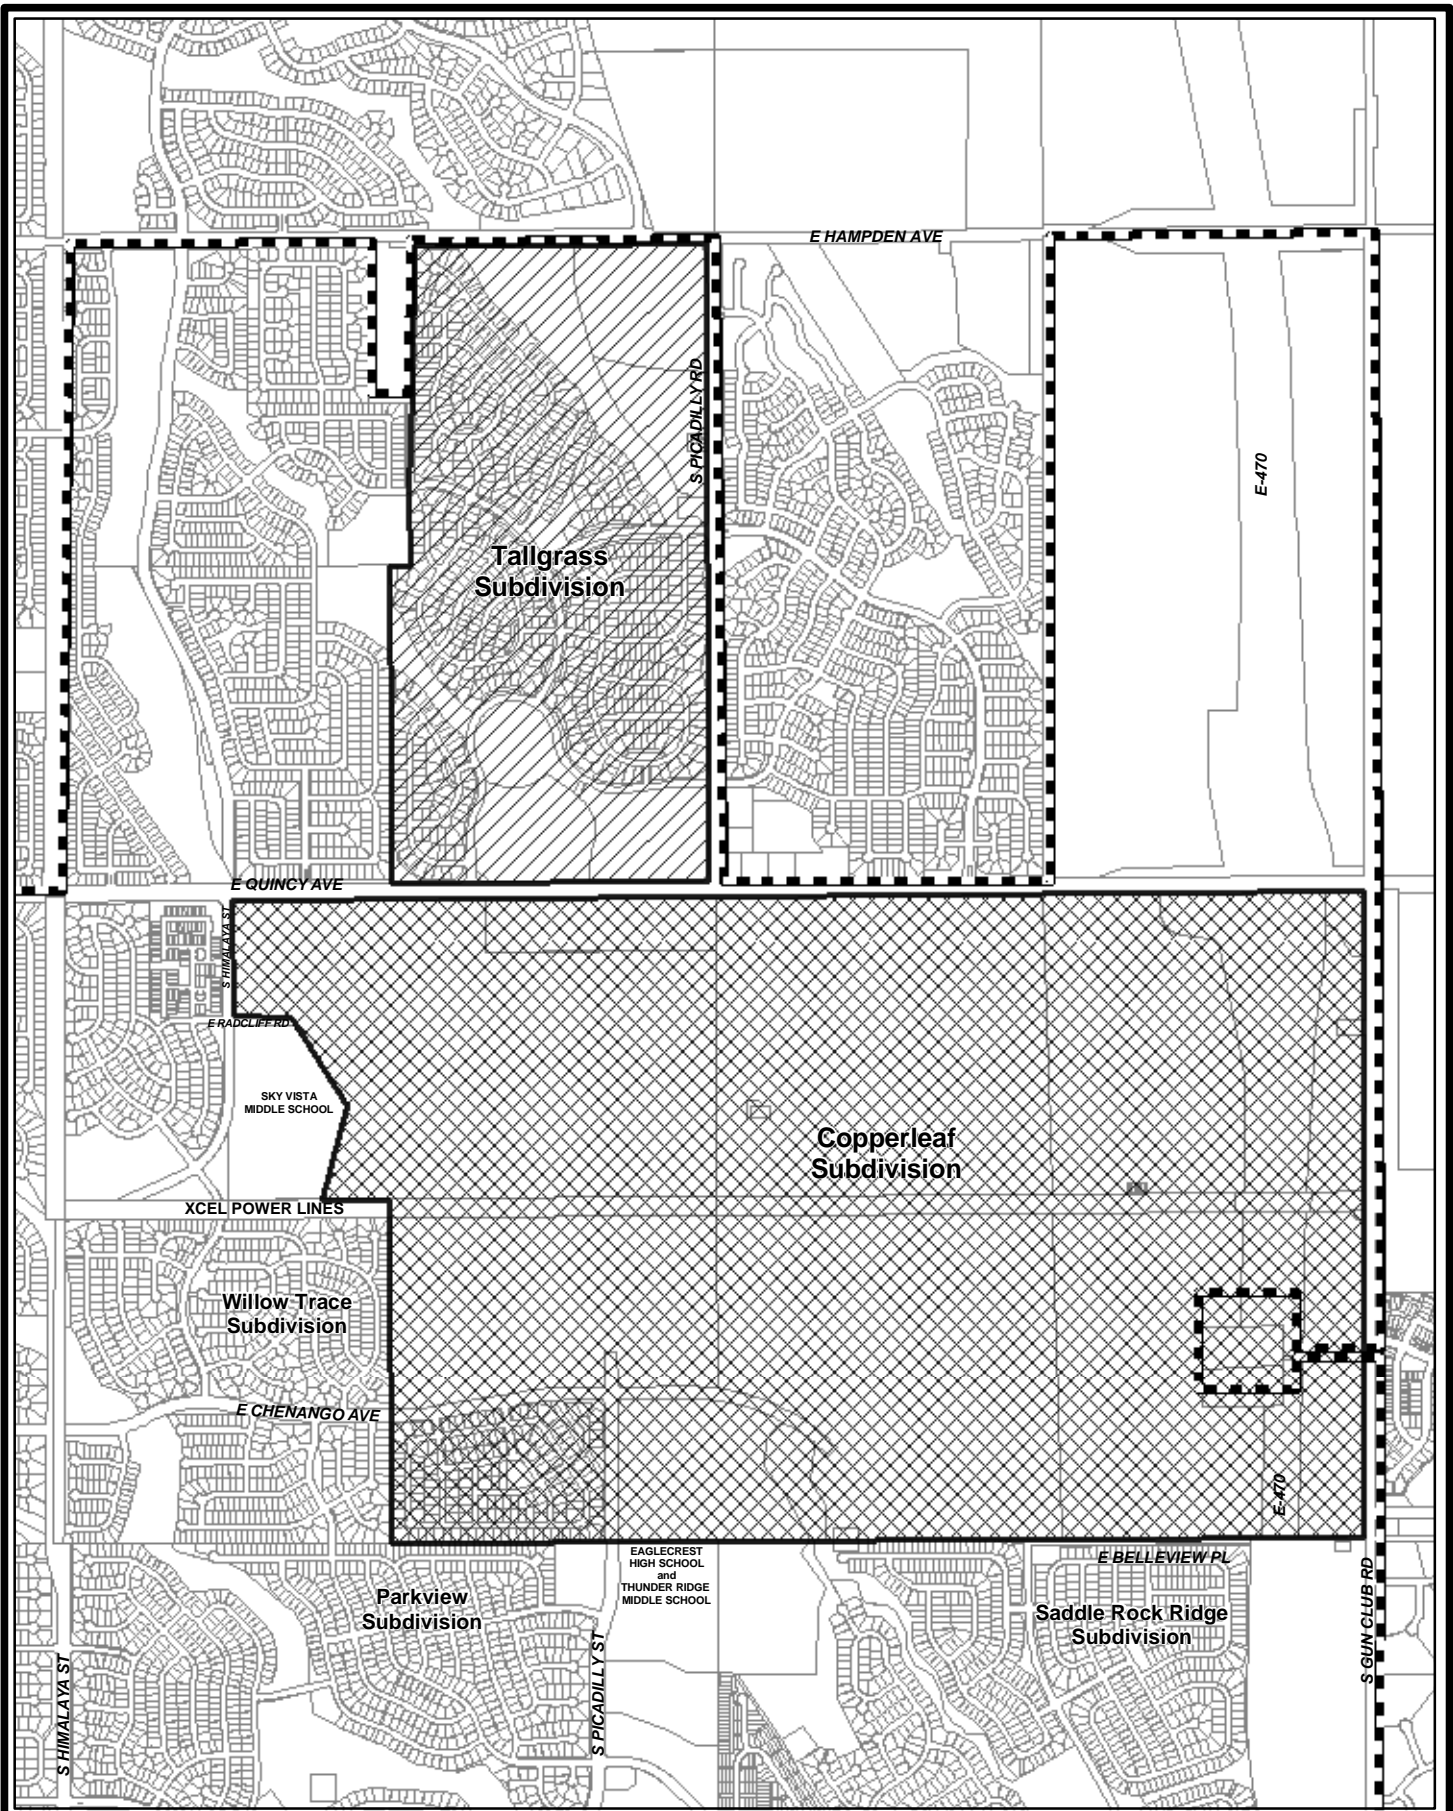 E HAMPDEN AVE
S PICADILLY RD
E-470
Tallgrass
Subdivision
E QUINCY AVE
S HIMALAYA ST
E RADCLIFF RD
SKY VISTA
MIDDLE SCHOOL
Copperleaf
Subdivision
XCEL POWER LINES
Willow Trace
Subdivision
E CHENANGO AVE
E-470
EAGLECREST
HIGH SCHOOL
and
THUNDER RIDGE
MIDDLE SCHOOL
E BELLEVIEW PL
Parkview
Subdivision
Saddle Rock Ridge
Subdivision
S GUN CLUB RD
S PICADILLY ST
S HIMALAYA ST